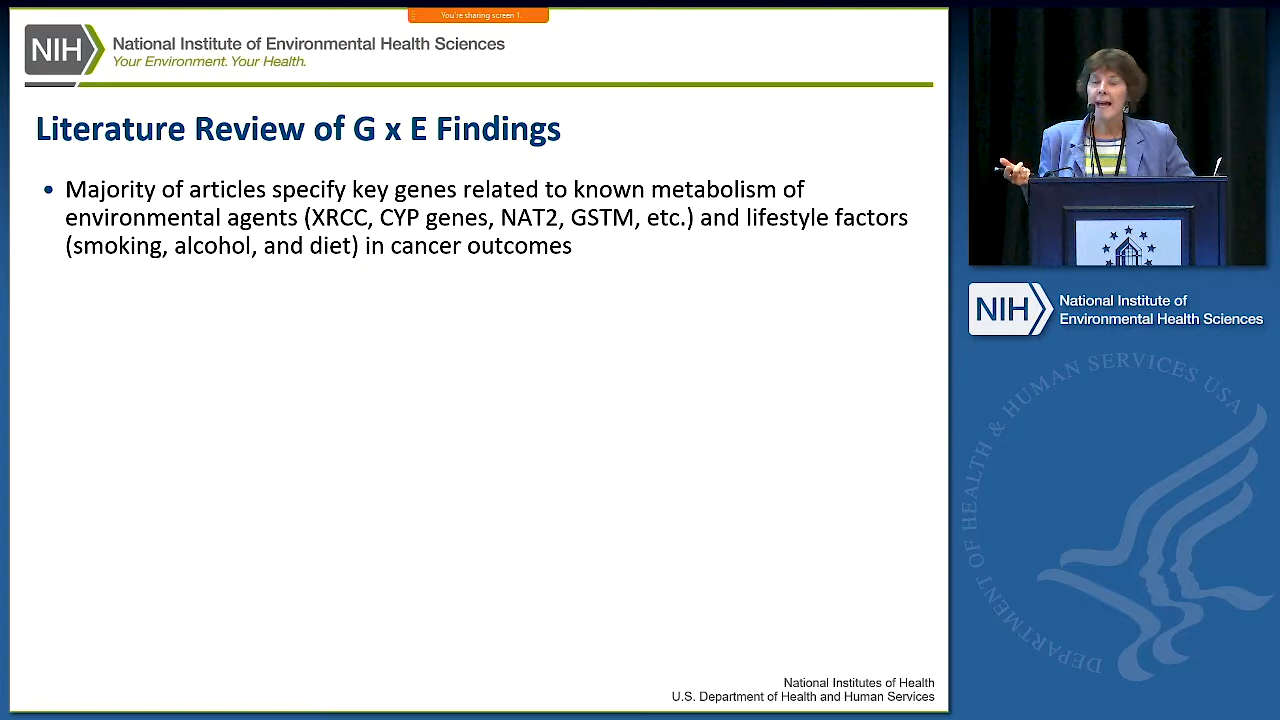 You're sharing screen 1.
NIH
National Institute of Environmental Health Sciences
Your Environment. Your Health.
Literature Review of G x E Findings
• Majority of articles specify key genes related to known metabolism of
environmental agents (XRCC, CYP genes, NAT2, GSTM, etc.) and lifestyle factors
(smoking, alcohol, and diet) in cancer outcomes
National Institutes of Health
U.S. Department of Health and Human Services
NIH
National Institute of
Environmental Health Sciences
DEPARTMENT OF HEALTH & HUMAN SERVICES USA